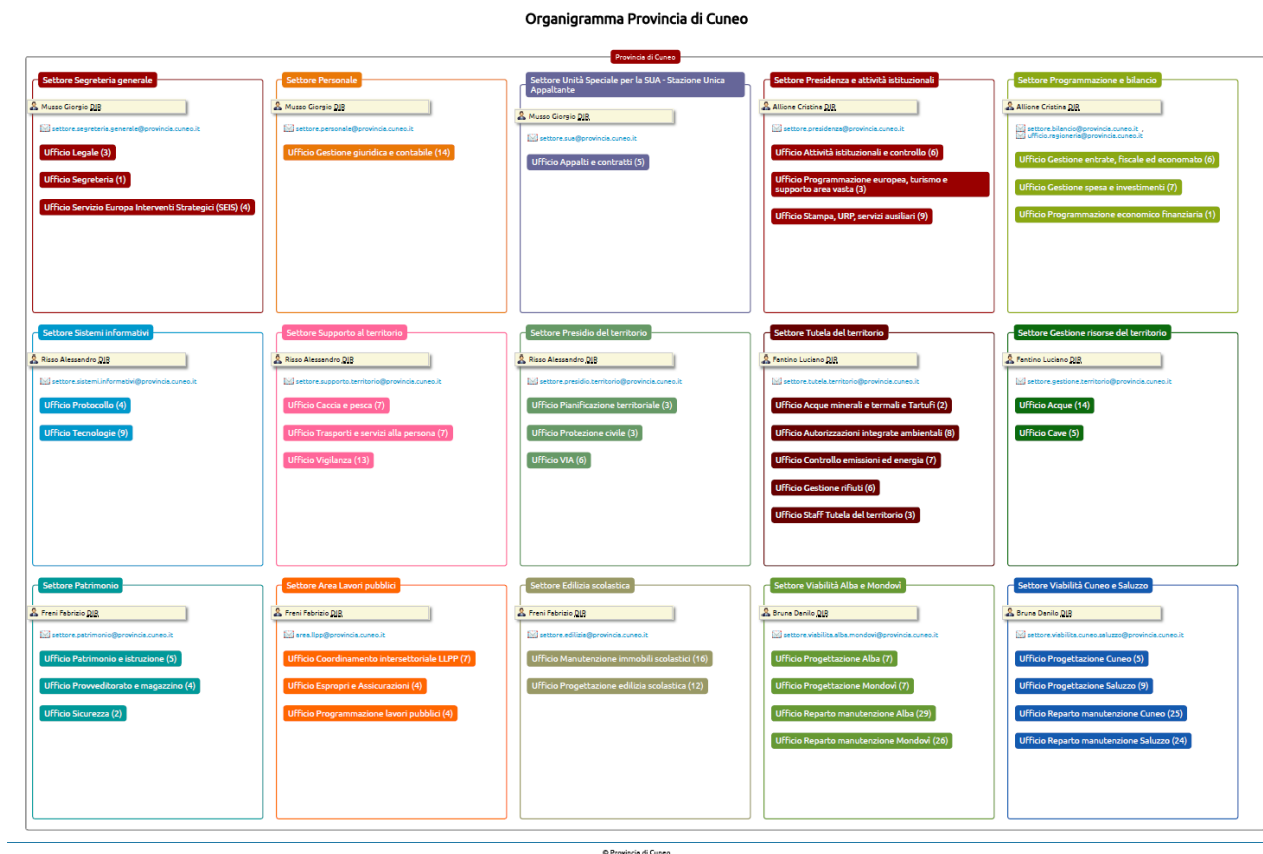 Organigramma Provincia di Cuneo
Provincia di Cuneo
Settore Segreteria generale
Musso Giorgio DIR
settore.segreteria.generale@provincia.cuneo.it
Ufficio Legale (3)
Ufficio Segreteria (1)
Ufficio Servizio Europa Interventi Strategici (SEIS) (4)
Settore Personale
Musso Giorgio DIR
settore.personale@provincia.cuneo.it
Ufficio Gestione giuridica e contabile (14)
Settore Unità Speciale per la SUA - Stazione Unica
Appaltante
Musso Giorgio DIR
settore.sua@provincia.cuneo.it
Ufficio Appalti e contratti (5)
Settore Presidenza e attività istituzionali
Allione Cristina DIR
settore.presidenza@provincia.cuneo.it
Ufficio Attività istituzionali e controllo (6)
Ufficio Programmazione europea, turismo e
supporto area vasta (3)
Ufficio Stampa, URP, servizi ausiliari (9)
Settore Programmazione e bilancio
Allione Cristina DIR
settore.bilancio@provincia.cuneo.it ,
ufficio.ragioneria@provincia.cuneo.it
Ufficio Gestione entrate, fiscale ed economato (6)
Ufficio Gestione spesa e investimenti (7)
Ufficio Programmazione economico finanziaria (1)
Settore Sistemi informativi
Risso Alessandro DIR
settore.sistemi.informativi@provincia.cuneo.it
Ufficio Protocollo (4)
Ufficio Tecnologie (9)
Settore Supporto al territorio
Risso Alessandro DIR
settore.supporto.territorio@provincia.cuneo.it
Ufficio Caccia e pesca (7)
Ufficio Trasporti e servizi alla persona (7)
Ufficio Vigilanza (13)
Settore Presidio del territorio
Risso Alessandro DIR
settore.presidio.territorio@provincia.cuneo.it
Ufficio Pianificazione territoriale (3)
Ufficio Protezione civile (3)
Ufficio VIA (6)
Settore Tutela del territorio
Fantino Luciano DIR
settore.tutela.territorio@provincia.cuneo.it
Ufficio Acque minerali e termali e Tartufi (2)
Ufficio Autorizzazioni integrate ambientali (8)
Ufficio Controllo emissioni ed energia (7)
Ufficio Gestione rifiuti (6)
Ufficio Staff Tutela del territorio (3)
Settore Gestione risorse del territorio
Fantino Luciano DIR
settore.gestione.territorio@provincia.cuneo.it
Ufficio Acque (14)
Ufficio Cave (5)
Settore Patrimonio
Freni Fabrizio DIR
settore.patrimonio@provincia.cuneo.it
Ufficio Patrimonio e istruzione (5)
Ufficio Provveditorato e magazzino (4)
Ufficio Sicurezza (2)
Settore Area Lavori pubblici
Freni Fabrizio DIR
area.llpp@provincia.cuneo.it
Ufficio Coordinamento intersettoriale LLPP (7)
Ufficio Espropri e Assicurazioni (4)
Ufficio Programmazione lavori pubblici (4)
Settore Edilizia scolastica
Freni Fabrizio DIR
settore.edilizia@provincia.cuneo.it
Ufficio Manutenzione immobili scolastici (16)
Ufficio Progettazione edilizia scolastica (12)
Settore Viabilità Alba e Mondovì
Bruna Danilo DIR
settore.viabilita.alba.mondovi@provincia.cuneo.it
Ufficio Progettazione Alba (7)
Ufficio Progettazione Mondovì (7)
Ufficio Reparto manutenzione Alba (29)
Ufficio Reparto manutenzione Mondovì (26)
Settore Viabilità Cuneo e Saluzzo
Bruna Danilo DIR
settore.viabilita.cuneo.saluzzo@provincia.cuneo.it
Ufficio Progettazione Cuneo (5)
Ufficio Progettazione Saluzzo (9)
Ufficio Reparto manutenzione Cuneo (25)
Ufficio Reparto manutenzione Saluzzo (24)
© Provincia di Cuneo